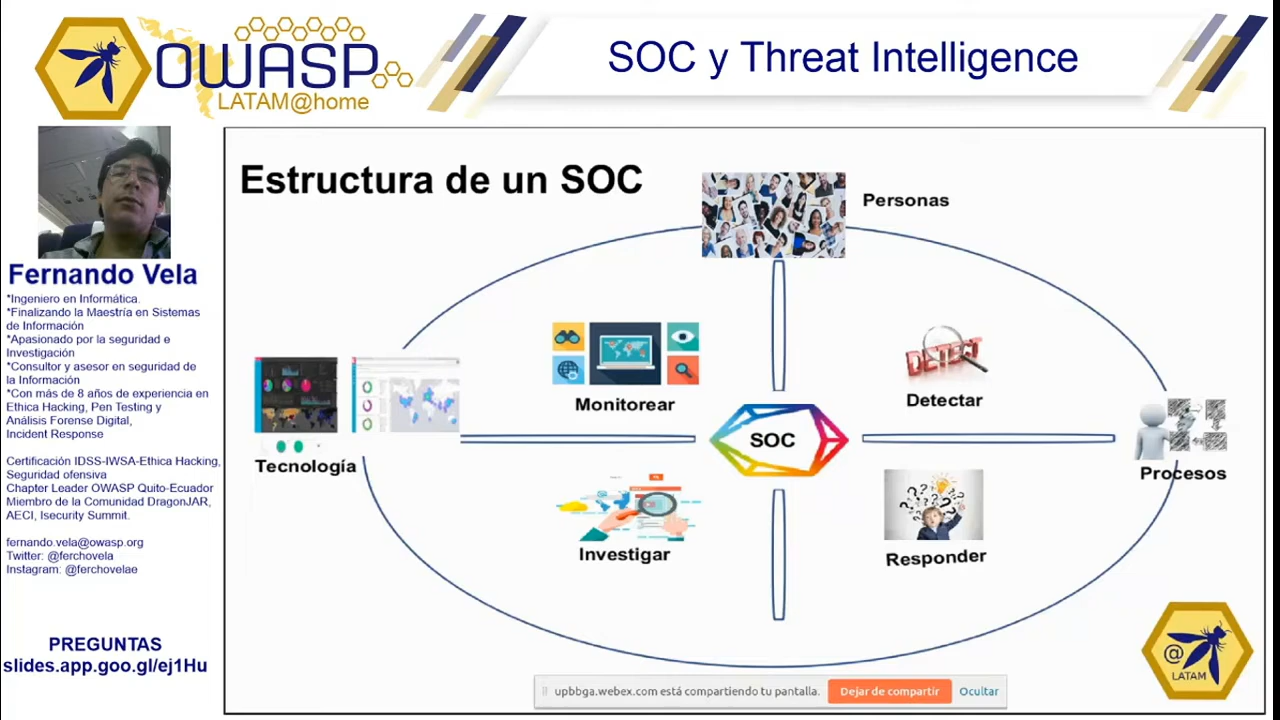 OWASP
LATAM@home
SOC y Threat Intelligence
Fernando Vela
*Ingeniero en Informática.
*Finalizando la Maestría en Sistemas
de Información
*Apasionado por la seguridad e
Investigación
*Consultor y asesor en seguridad de
la Información
*Con más de 8 años de experiencia en
Ethica Hacking, Pen Testing y
Análisis Forense Digital,
Incident Response
Certificación IDSS-IWSA-Ethica Hacking,
Seguridad ofensiva
Chapter Leader OWASP Quito-Ecuador
Miembro de la Comunidad DragonJAR,
AECI, Isecurity Summit.
fernando.vela@owasp.org
Twitter: @ferchovela
Instagram: @ferchovelae
PREGUNTAS
slides.app.goo.gl/ej1Hu
Estructura de un SOC
Personas
Monitorear
DETECT
Detectar
SOC
Tecnología
Procesos
Investigar
Responder
@
LATAM
upbbga.webex.com está compartiendo tu pantalla.
Dejar de compartir
Ocultar